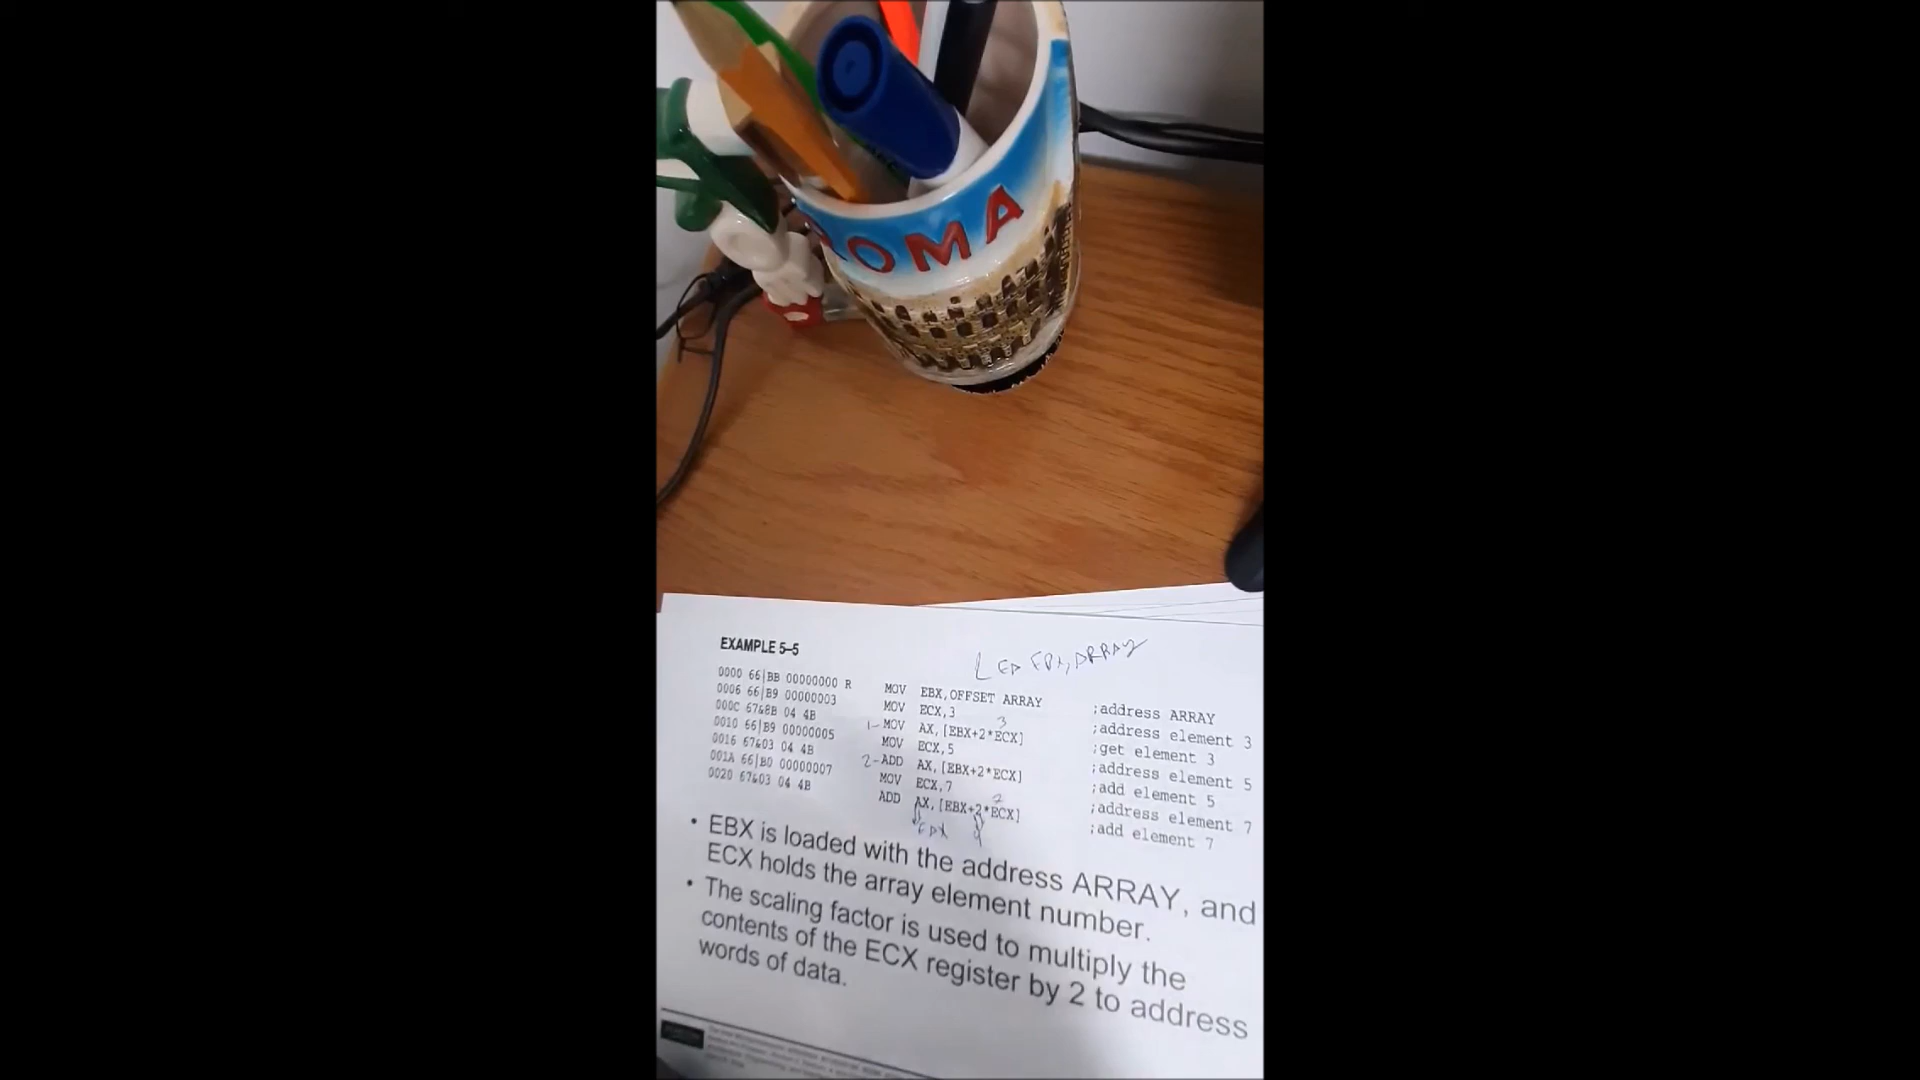 ROMA
EXAMPLE 5–5
LEA EBX, ARRAY
0000 66|BB 00000000 R MOV EBX,OFFSET ARRAY ;address ARRAY
0006 66|B9 00000003 MOV ECX,3 ;address element 3
3
000C 67&8B 04 4B 1- MOV AX,[EBX+2*ECX] ;get element 3
0010 66|B9 00000005 MOV ECX,5 ;address element 5
0016 67&03 04 4B 2- ADD AX,[EBX+2*ECX] ;add element 5
001A 66|B0 00000007 MOV ECX,7 ;address element 7
2
0020 67&03 04 4B ADD AX,[EBX+2*ECX] ;add element 7
4
• EBX is loaded with the address ARRAY, and
ECX holds the array element number.
• The scaling factor is used to multiply the
contents of the ECX register by 2 to address
words of data.